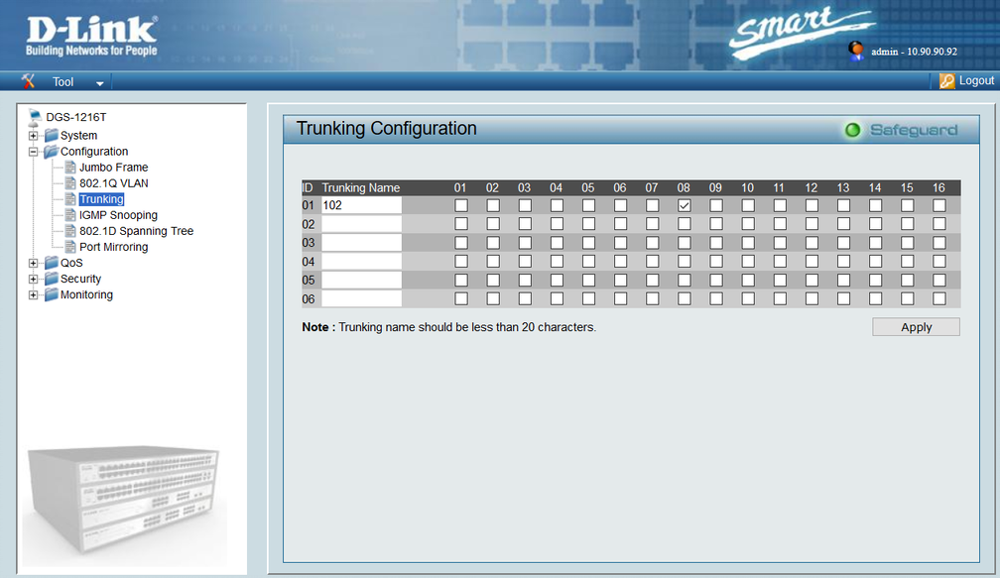 D-Link®
Building Networks for People
smart
admin - 10.90.90.92
Tool
Logout
DGS-1216T
System
Configuration
Jumbo Frame
802.1Q VLAN
Trunking
IGMP Snooping
802.1D Spanning Tree
Port Mirroring
QoS
Security
Monitoring
Trunking Configuration
Safeguard
ID Trunking Name 01 02 03 04 05 06 07 08 09 10 11 12 13 14 15 16
01 102
02
03
04
05
06
Note : Trunking name should be less than 20 characters.
Apply